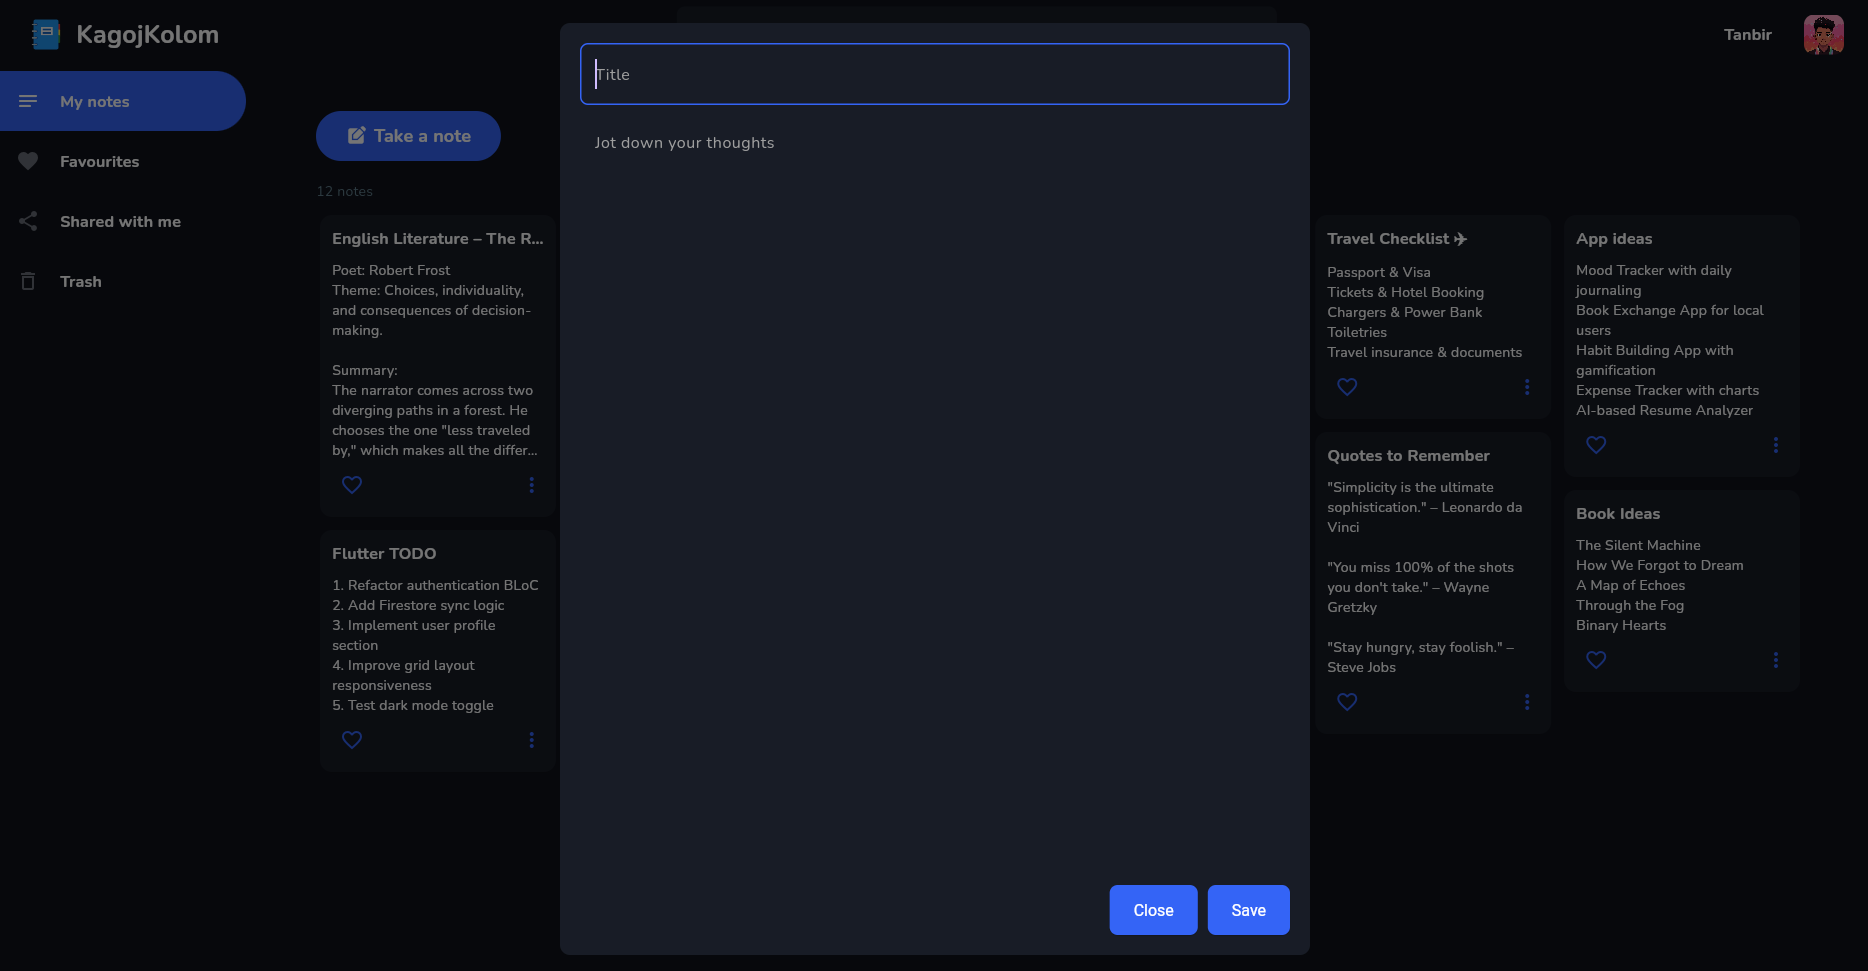 KagojKolom
Tanbir
My notes
Favourites
Shared with me
Trash
Take a note
12 notes
English Literature – The R...
Poet: Robert Frost
Theme: Choices, individuality,
and consequences of decision-
making.
Summary:
The narrator comes across two
diverging paths in a forest. He
chooses the one "less traveled
by," which makes all the differ...
Flutter TODO
1. Refactor authentication BLoC
2. Add Firestore sync logic
3. Implement user profile
section
4. Improve grid layout
responsiveness
5. Test dark mode toggle
Title
Jot down your thoughts
Close
Save
Travel Checklist ✈
Passport & Visa
Tickets & Hotel Booking
Chargers & Power Bank
Toiletries
Travel insurance & documents
Quotes to Remember
"Simplicity is the ultimate
sophistication." – Leonardo da
Vinci
"You miss 100% of the shots
you don't take." – Wayne
Gretzky
"Stay hungry, stay foolish." –
Steve Jobs
App ideas
Mood Tracker with daily
journaling
Book Exchange App for local
users
Habit Building App with
gamification
Expense Tracker with charts
AI-based Resume Analyzer
Book Ideas
The Silent Machine
How We Forgot to Dream
A Map of Echoes
Through the Fog
Binary Hearts